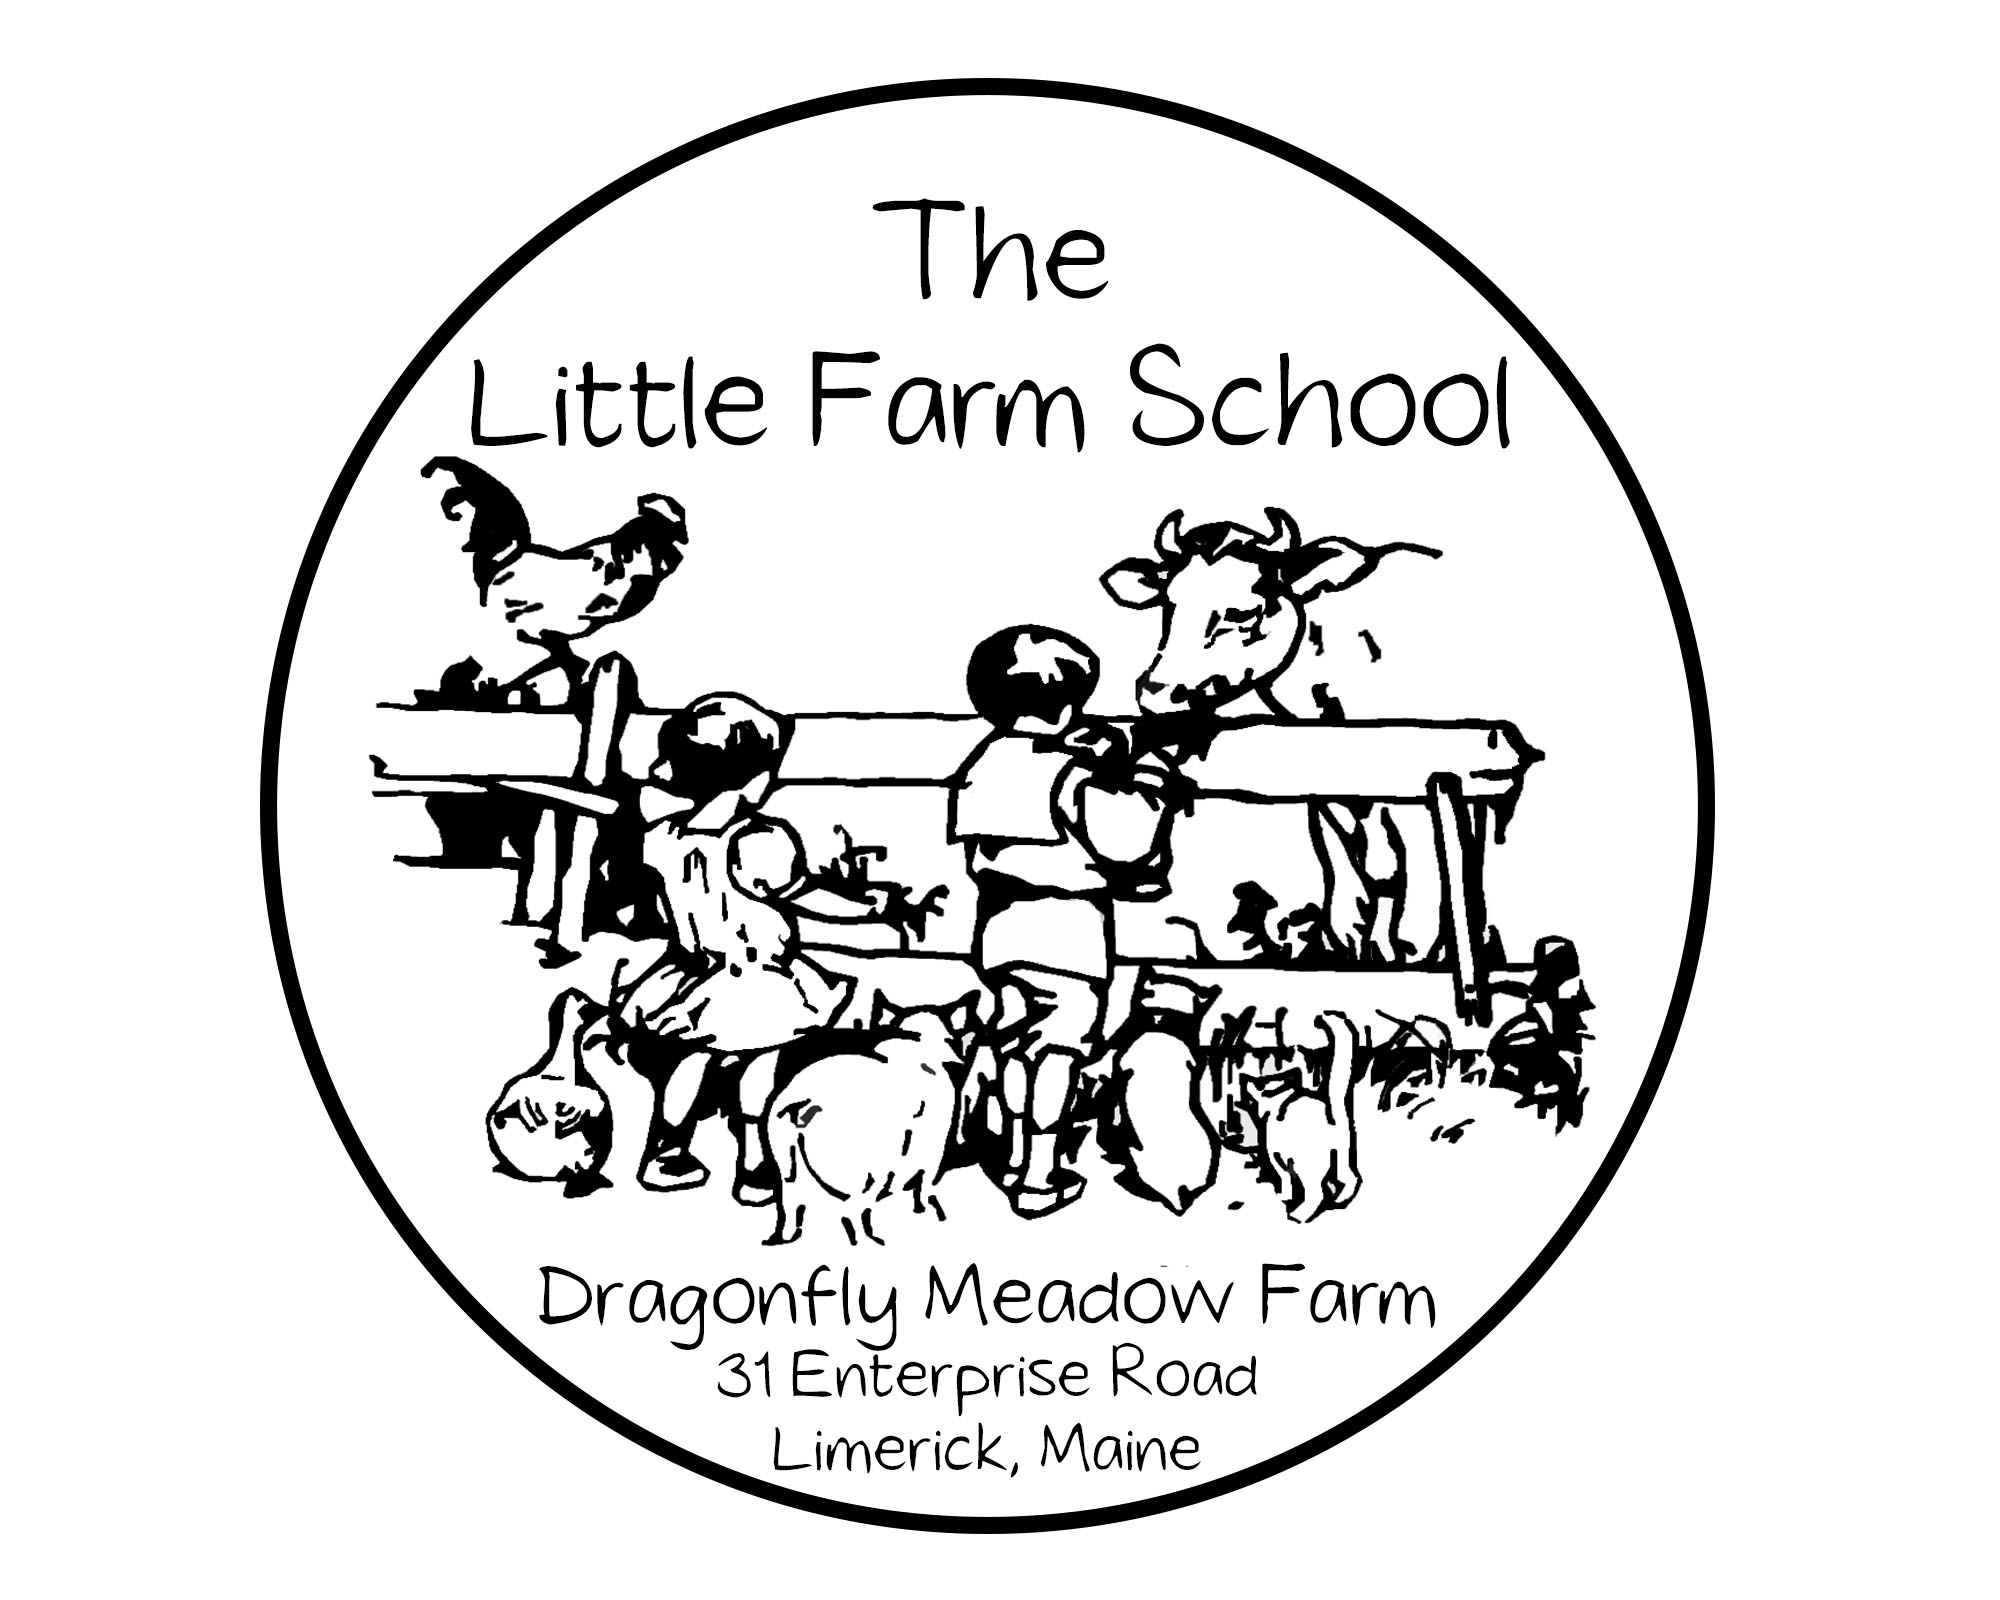 The
Little Farm School
Dragonfly Meadow Farm
31 Enterprise Road
Limerick, Maine